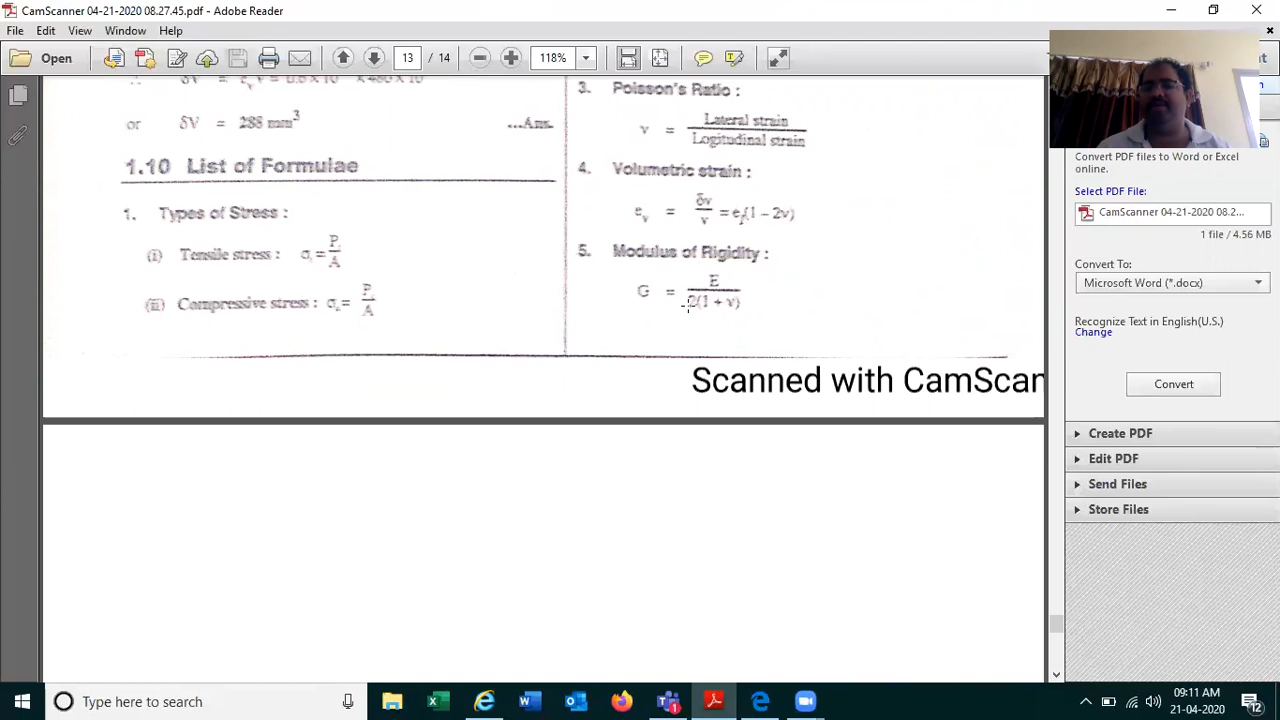 CamScanner 04-21-2020 08.27.45.pdf - Adobe Reader
File Edit View Window Help
Open
13 / 14
118%
or δV = 288 mm³ ...Ans.
1.10 List of Formulae
1. Types of Stress :
(i) Tensile stress : σt = Pt/A
(ii) Compressive stress : σc = Pc/A
3. Poisson's Ratio :
ν = Lateral strain
Logitudinal strain
4. Volumetric strain :
ev = δv/v = el(1 – 2ν)
5. Modulus of Rigidity :
G = E
2(1 + ν)
Scanned with CamScan
Convert PDF files to Word or Excel
online.
Select PDF File:
CamScanner 04-21-2020 08.2...
1 file / 4.56 MB
Convert To:
Microsoft Word (*.docx)
Recognize Text in English(U.S.)
Change
Convert
Create PDF
Edit PDF
Send Files
Store Files
Type here to search
09:11 AM
21-04-2020
12